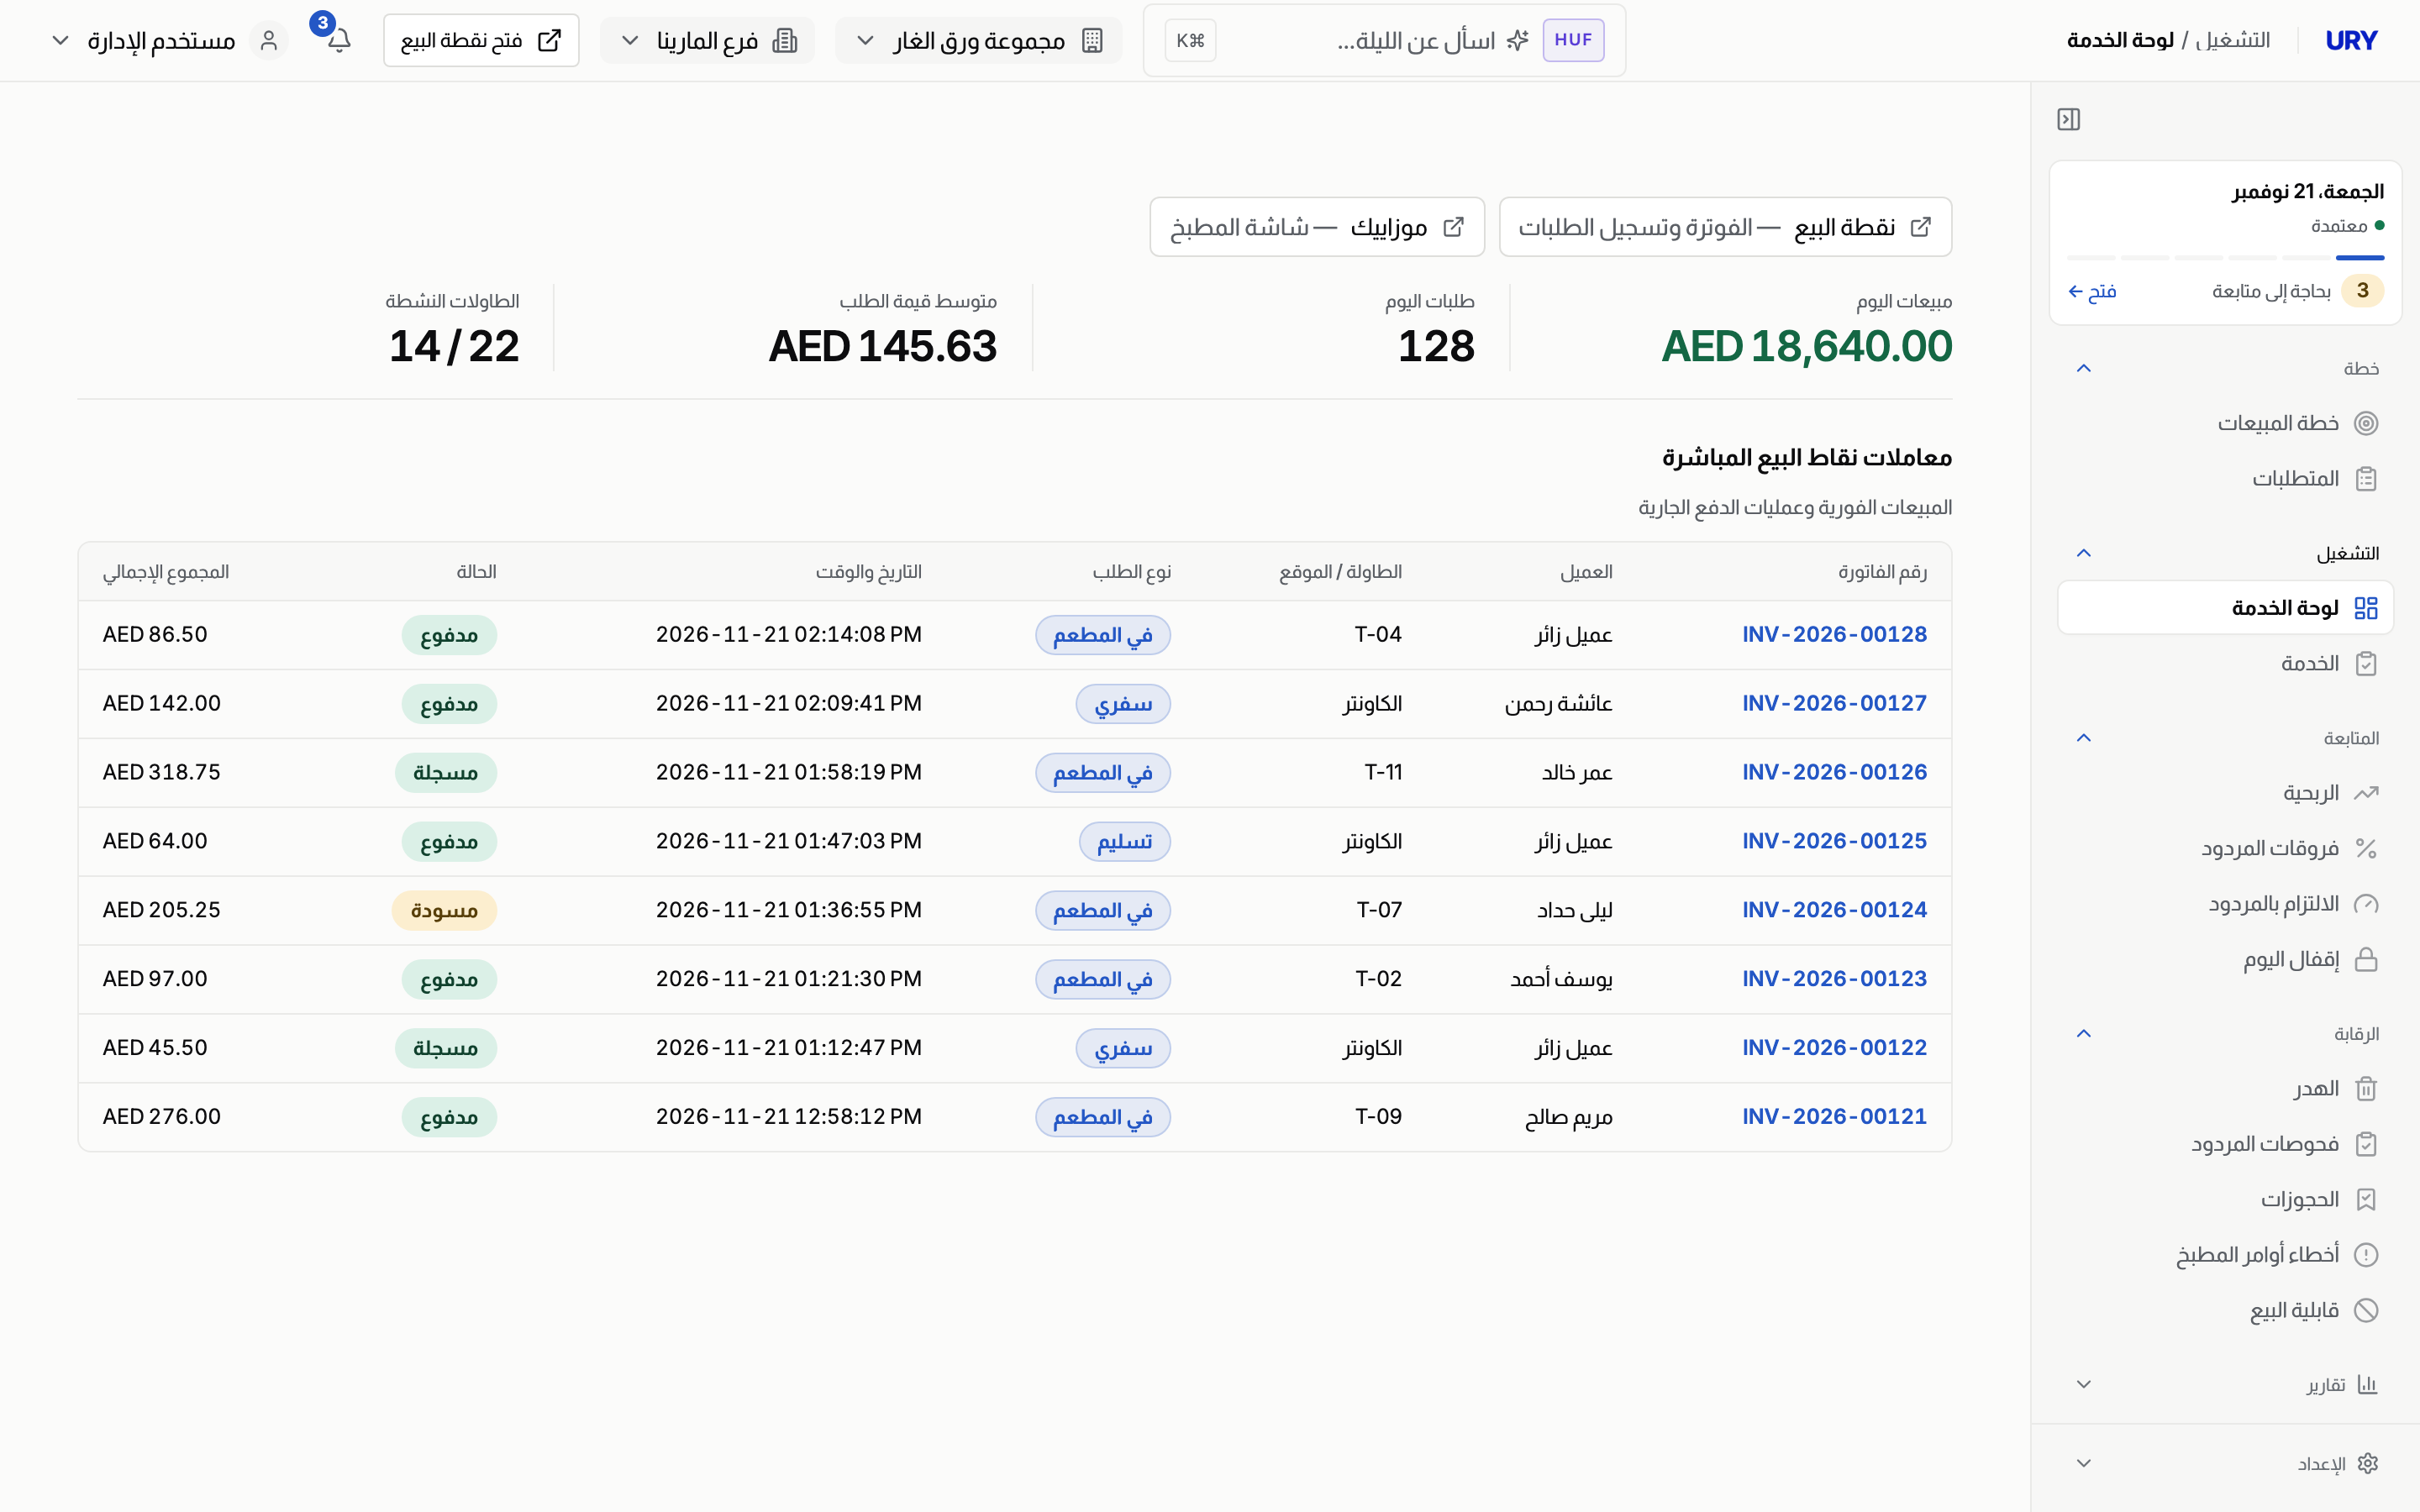 URY
التشغيل / لوحة الخدمة
HUF اسأل عن الليلة... ⌘K
مجموعة ورق الغار
فرع المارينا
فتح نقطة البيع
3
مستخدم الإدارة
الجمعة، 21 نوفمبر
معتمدة
3 بحاجة إلى متابعة فتح ←
خطة
خطة المبيعات
المتطلبات
التشغيل
لوحة الخدمة
الخدمة
المتابعة
الربحية
فروقات المردود
الالتزام بالمردود
إقفال اليوم
الرقابة
الهدر
فحوصات المردود
الحجوزات
أخطاء أوامر المطبخ
قابلية البيع
تقارير
الإعداد
نقطة البيع — الفوترة وتسجيل الطلبات
موزاييك — شاشة المطبخ
مبيعات اليوم
AED 18,640.00
طلبات اليوم
128
متوسط قيمة الطلب
AED 145.63
الطاولات النشطة
14 / 22
معاملات نقاط البيع المباشرة
المبيعات الفورية وعمليات الدفع الجارية
رقم الفاتورة العميل الطاولة / الموقع نوع الطلب التاريخ والوقت الحالة المجموع الإجمالي
INV-2026-00128 عميل زائر T-04 في المطعم 2026-11-21 02:14:08 PM مدفوع AED 86.50
INV-2026-00127 عائشة رحمن الكاونتر سفري 2026-11-21 02:09:41 PM مدفوع AED 142.00
INV-2026-00126 عمر خالد T-11 في المطعم 2026-11-21 01:58:19 PM مسجلة AED 318.75
INV-2026-00125 عميل زائر الكاونتر تسليم 2026-11-21 01:47:03 PM مدفوع AED 64.00
INV-2026-00124 ليلى حداد T-07 في المطعم 2026-11-21 01:36:55 PM مسودة AED 205.25
INV-2026-00123 يوسف أحمد T-02 في المطعم 2026-11-21 01:21:30 PM مدفوع AED 97.00
INV-2026-00122 عميل زائر الكاونتر سفري 2026-11-21 01:12:47 PM مسجلة AED 45.50
INV-2026-00121 مريم صالح T-09 في المطعم 2026-11-21 12:58:12 PM مدفوع AED 276.00